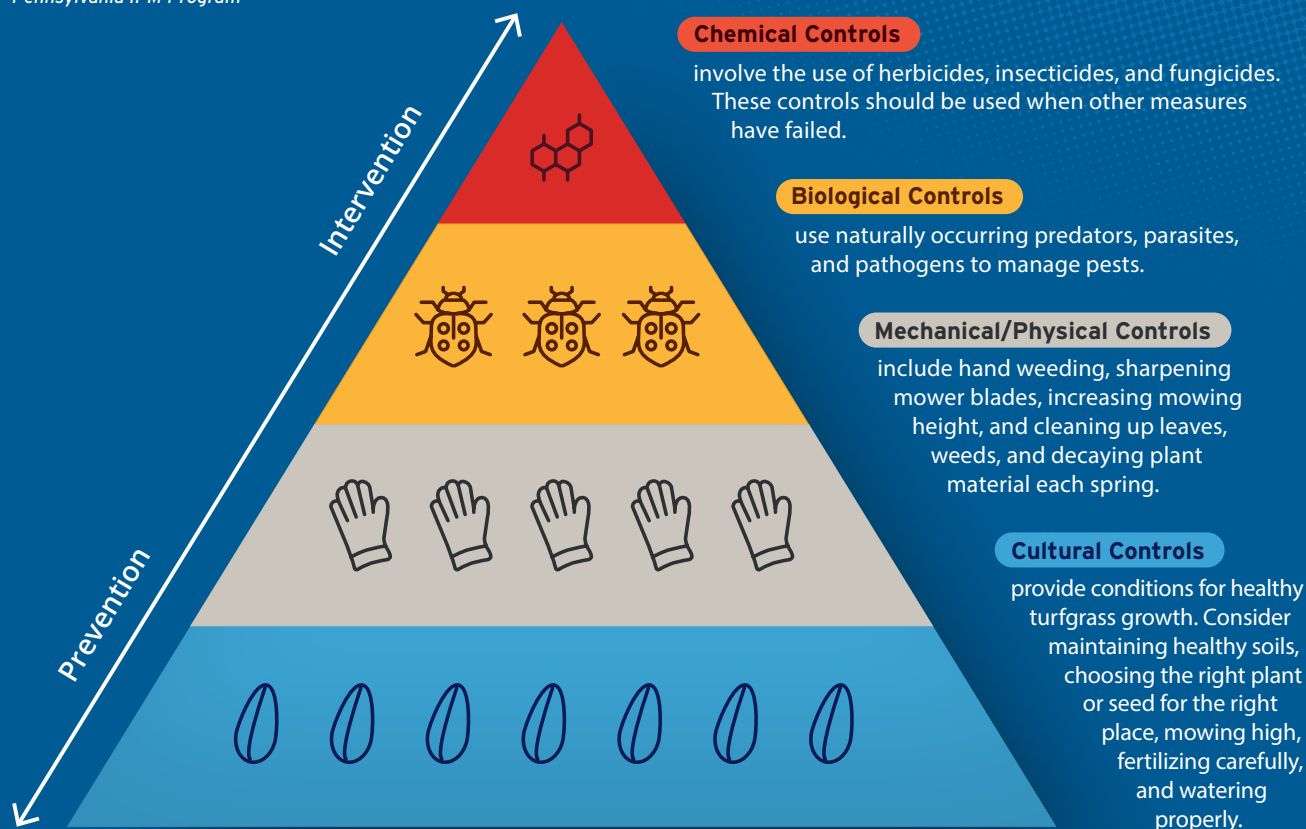 Pennsylvania IPM Program
Intervention
Prevention
Chemical Controls
involve the use of herbicides, insecticides, and fungicides.
These controls should be used when other measures
have failed.
Biological Controls
use naturally occurring predators, parasites,
and pathogens to manage pests.
Mechanical/Physical Controls
include hand weeding, sharpening
mower blades, increasing mowing
height, and cleaning up leaves,
weeds, and decaying plant
material each spring.
Cultural Controls
provide conditions for healthy
turfgrass growth. Consider
maintaining healthy soils,
choosing the right plant
or seed for the right
place, mowing high,
fertilizing carefully,
and watering
properly.